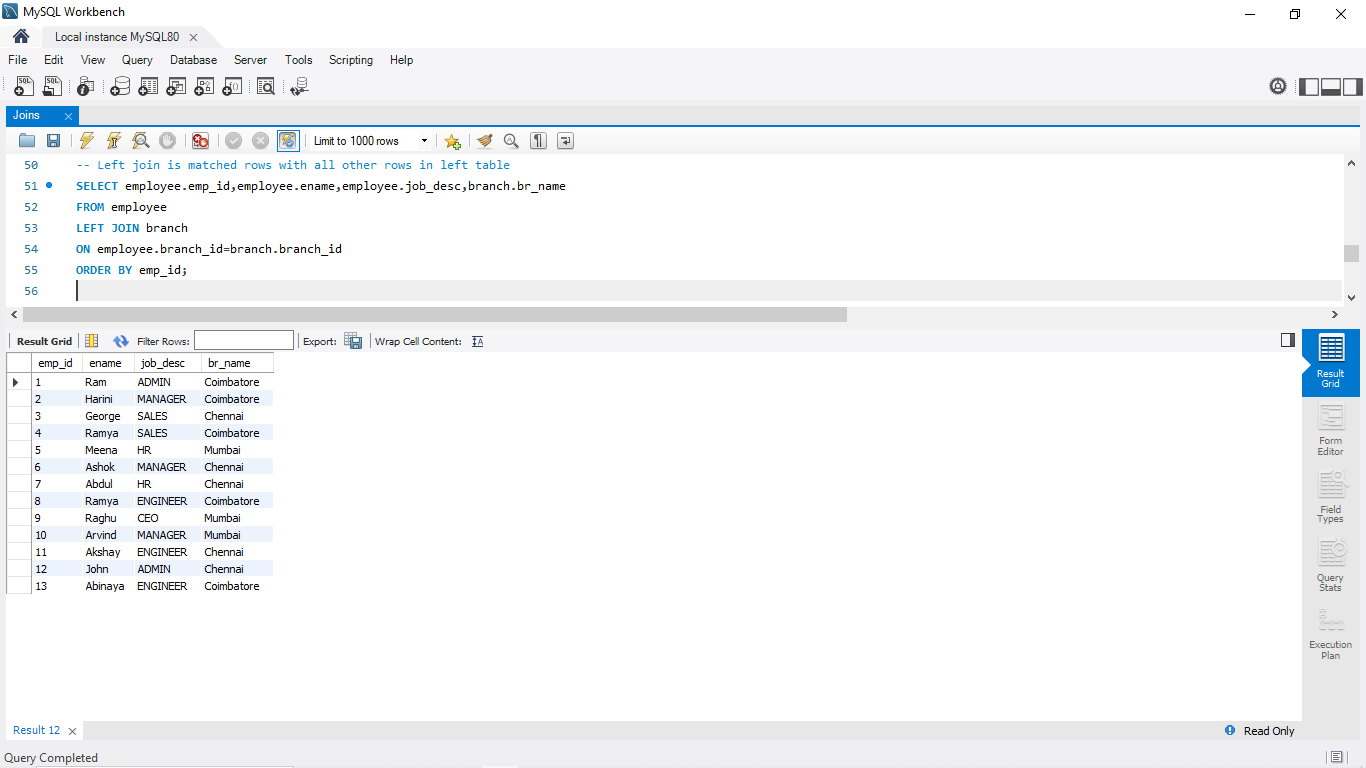 MySQL Workbench
Local instance MySQL80
File Edit View Query Database Server Tools Scripting Help
Joins
Limit to 1000 rows
50 -- Left join is matched rows with all other rows in left table
51 SELECT employee.emp_id,employee.ename,employee.job_desc,branch.br_name
52 FROM employee
53 LEFT JOIN branch
54 ON employee.branch_id=branch.branch_id
55 ORDER BY emp_id;
56
Result Grid Filter Rows: Export: Wrap Cell Content:
emp_id ename job_desc br_name
1 Ram ADMIN Coimbatore
2 Harini MANAGER Coimbatore
3 George SALES Chennai
4 Ramya SALES Coimbatore
5 Meena HR Mumbai
6 Ashok MANAGER Chennai
7 Abdul HR Chennai
8 Ramya ENGINEER Coimbatore
9 Raghu CEO Mumbai
10 Arvind MANAGER Mumbai
11 Akshay ENGINEER Chennai
12 John ADMIN Chennai
13 Abinaya ENGINEER Coimbatore
Result
Grid
Form
Editor
Field
Types
Query
Stats
Execution
Plan
Result 12
Read Only
Query Completed